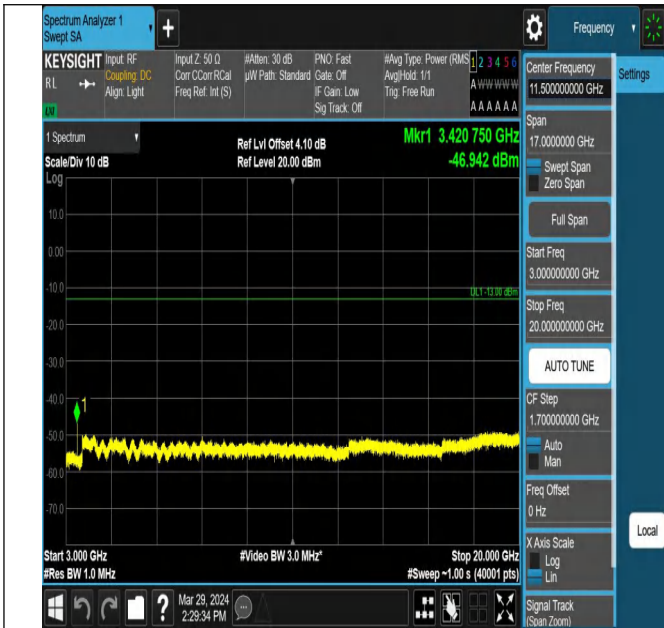 Spectrum Analyzer 1
Swept SA
Frequency
KEYSIGHT
RL
Input: RF
Coupling: DC
Align: Light
Input Z: 50 Ω
Corr CCorr RCal
Freq Ref: Int (S)
#Atten: 30 dB
µW Path: Standard
PNO: Fast
Gate: Off
IF Gain: Low
Sig Track: Off
#Avg Type: Power (RMS
Avg|Hold: 1/1
Trig: Free Run
1 2 3 4 5 6
A W W W W W
A A A A A A
LXI
1 Spectrum
Scale/Div 10 dB
Log
Ref Lvl Offset 4.10 dB
Ref Level 20.00 dBm
Mkr1 3.420 750 GHz
-46.942 dBm
10.0
0.00
-10.0
DL1 -13.00 dBm
-20.0
-30.0
-40.0
1
-50.0
-60.0
-70.0
Start 3.000 GHz
#Video BW 3.0 MHz*
Stop 20.000 GHz
#Res BW 1.0 MHz
#Sweep ~1.00 s (40001 pts)
?
Mar 29, 2024
2:29:34 PM
Center Frequency
11.500000000 GHz
Settings
Span
17.0000000 GHz
Swept Span
Zero Span
Full Span
Start Freq
3.000000000 GHz
Stop Freq
20.000000000 GHz
AUTO TUNE
CF Step
1.700000000 GHz
Auto
Man
Freq Offset
0 Hz
Local
X Axis Scale
Log
Lin
Signal Track
(Span Zoom)